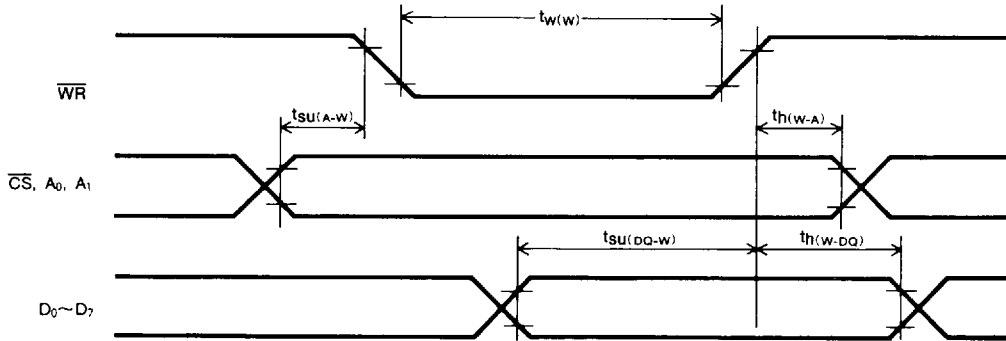 tW(W)
WR
tsu(A-W)
th(W-A)
CS, A0, A1
tsu(DQ-W)
th(W-DQ)
D0~D7